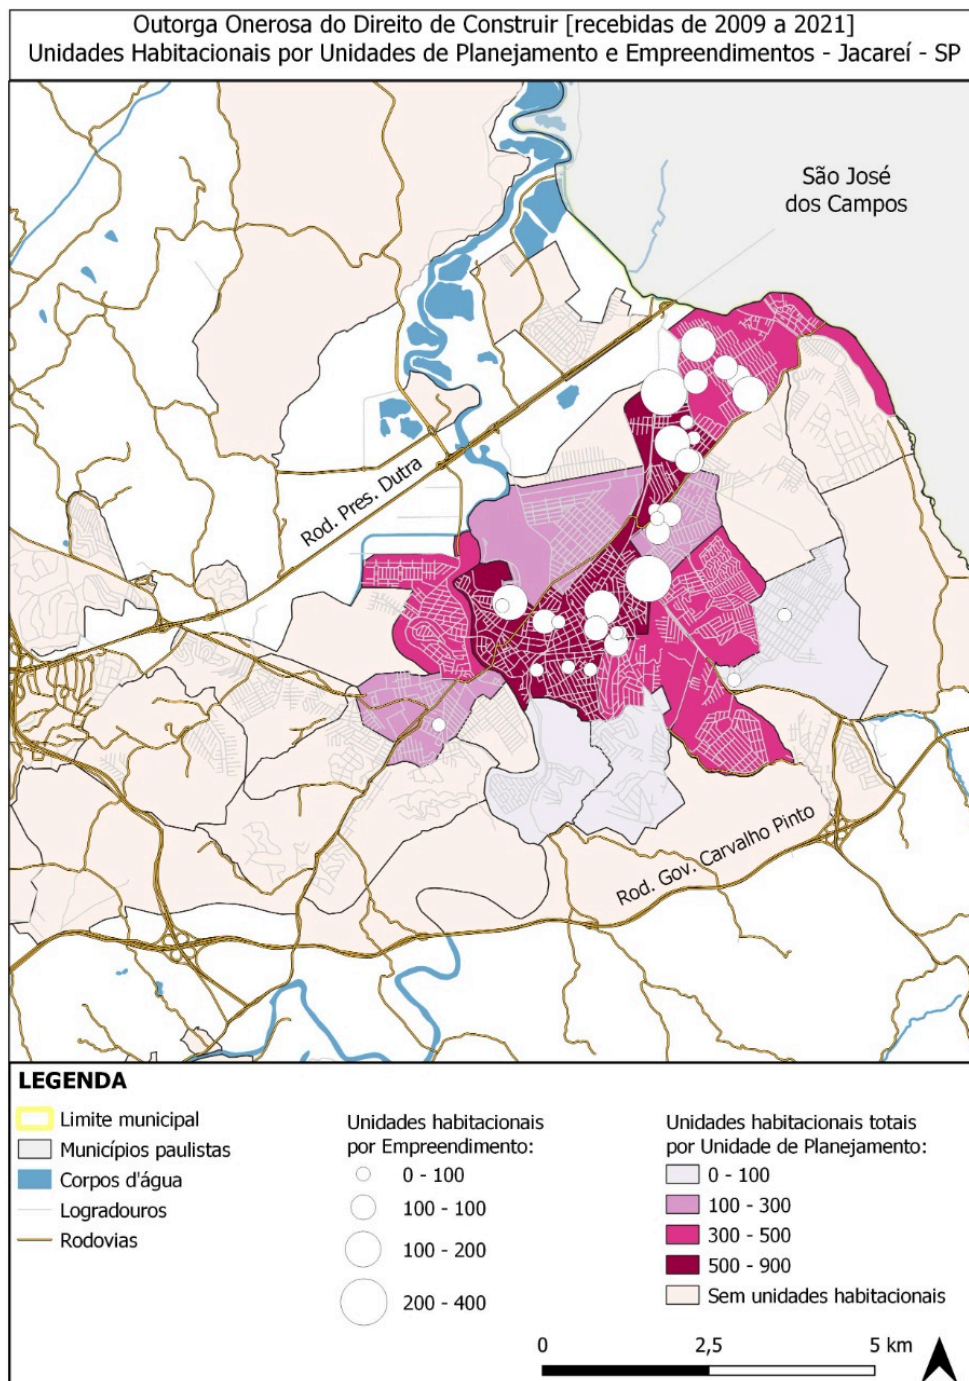 Outorga Onerosa do Direito de Construir [recebidas de 2009 a 2021]
Unidades Habitacionais por Unidades de Planejamento e Empreendimentos - Jacareí - SP
São José
dos Campos
Rod. Pres. Dutra
Rod. Gov. Carvalho Pinto
LEGENDA
Limite municipal
Municípios paulistas
Corpos d'água
Logradouros
Rodovias
Unidades habitacionais
por Empreendimento:
0 - 100
100 - 100
100 - 200
200 - 400
Unidades habitacionais totais
por Unidade de Planejamento:
0 - 100
100 - 300
300 - 500
500 - 900
Sem unidades habitacionais
0 2,5 5 km